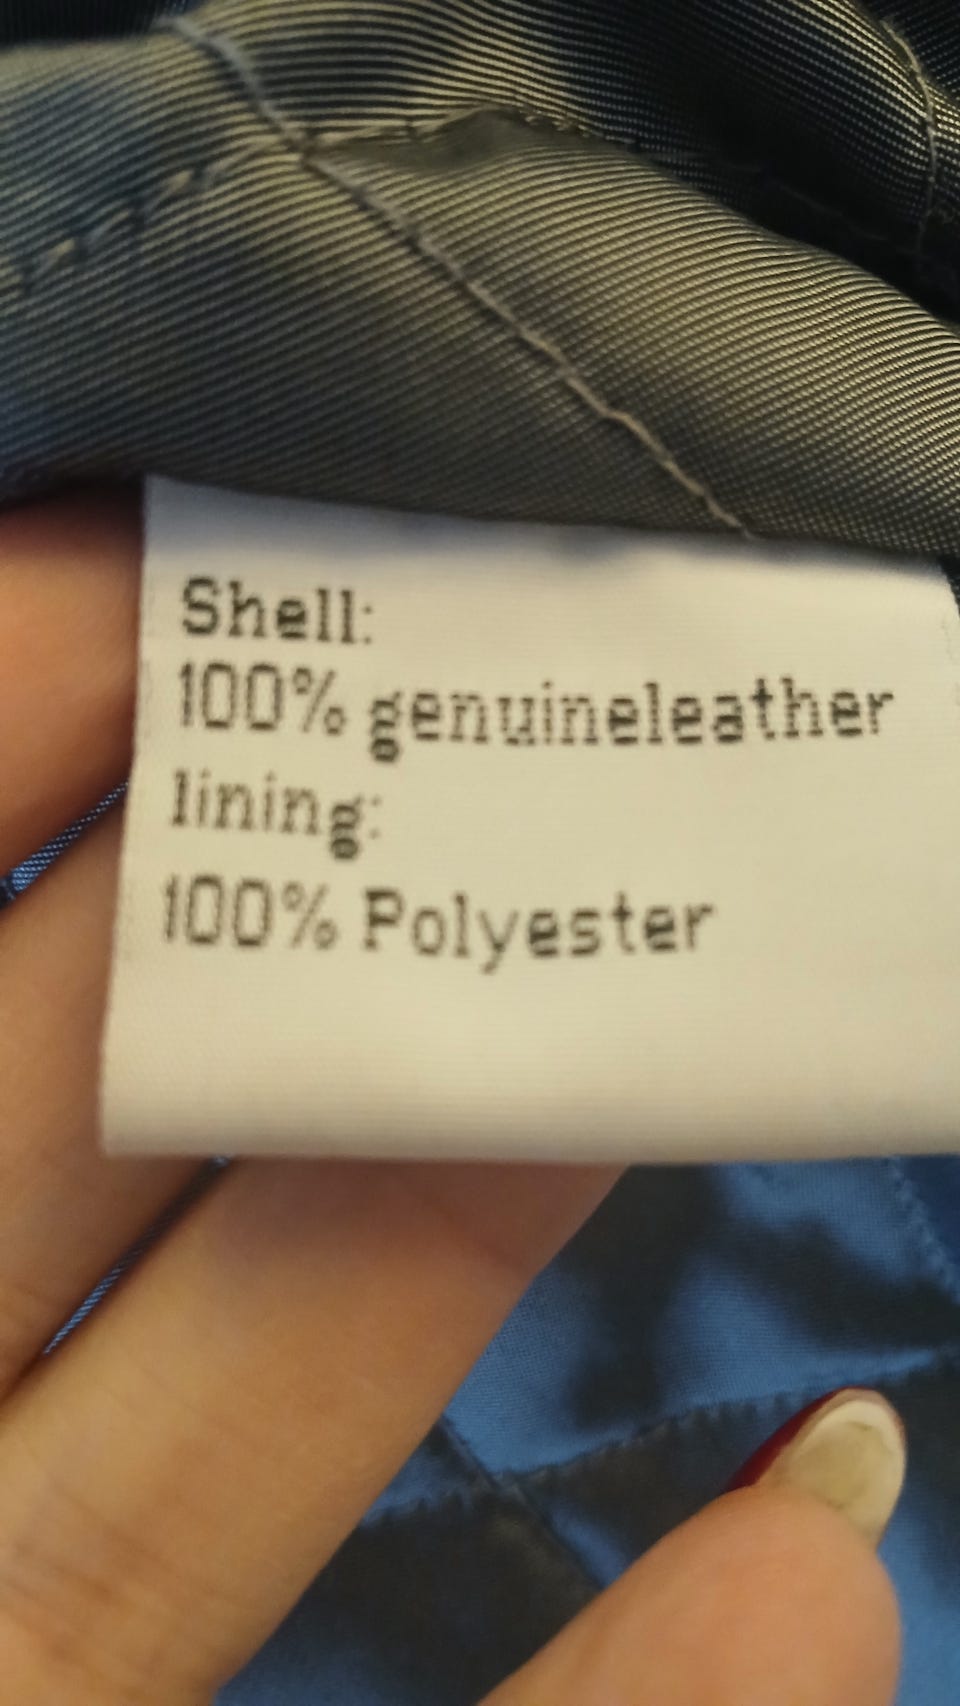 Shell:
100% genuineleather
lining:
100% Polyester